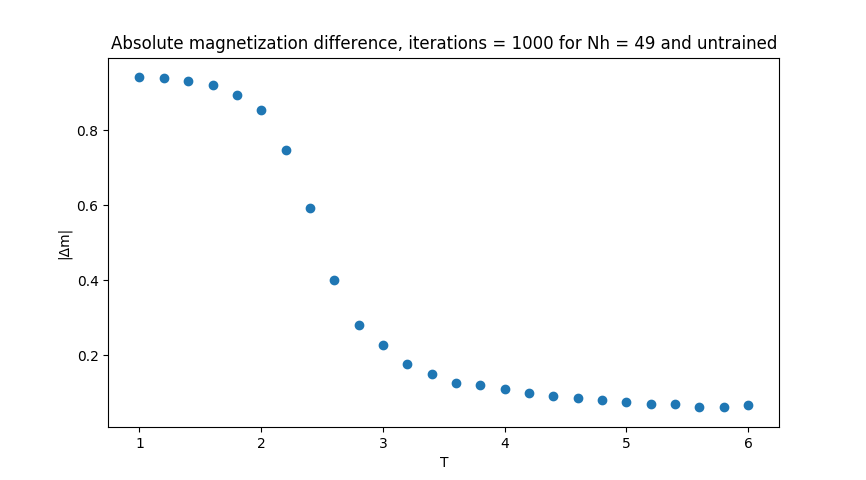 Absolute magnetization difference, iterations = 1000 for Nh = 49 and untrained
|Δm|
0.8
0.6
0.4
0.2
1 2 3 4 5 6
T